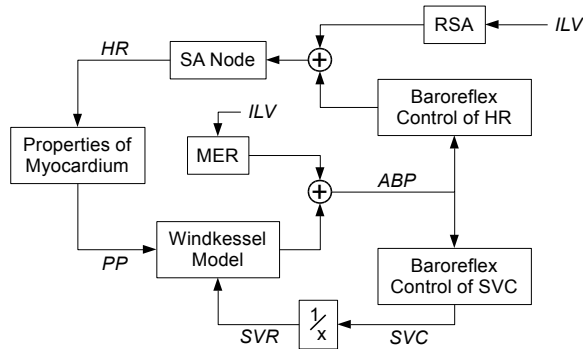 HR
SA Node
RSA
ILV
ILV
Baroreflex
Control of HR
Properties of
Myocardium
MER
ABP
PP
Windkessel
Model
Baroreflex
Control of SVC
SVR
1/x
SVC